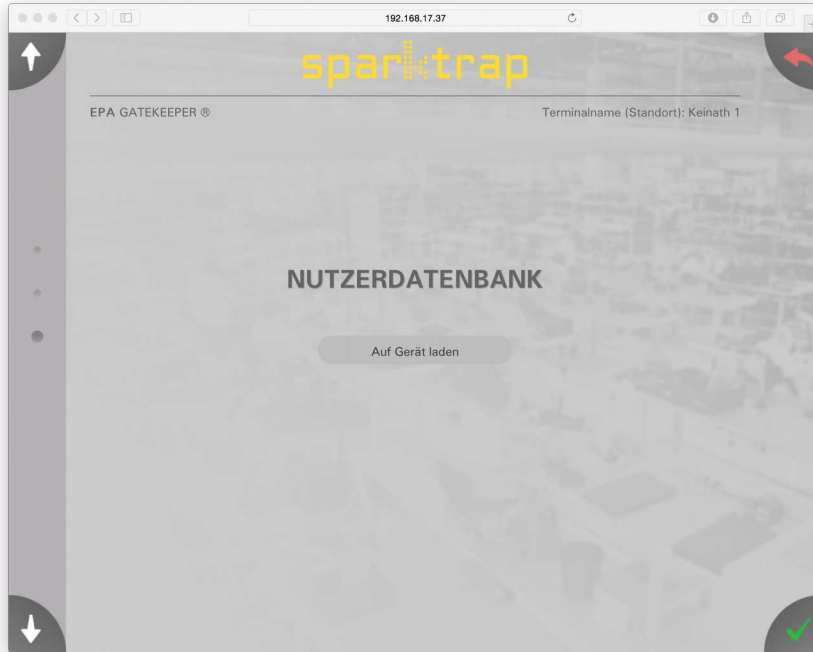 192.168.17.37
sparktrap
EPA GATEKEEPER ®
Terminalname (Standort): Keinath 1
NUTZERDATENBANK
Auf Gerät laden